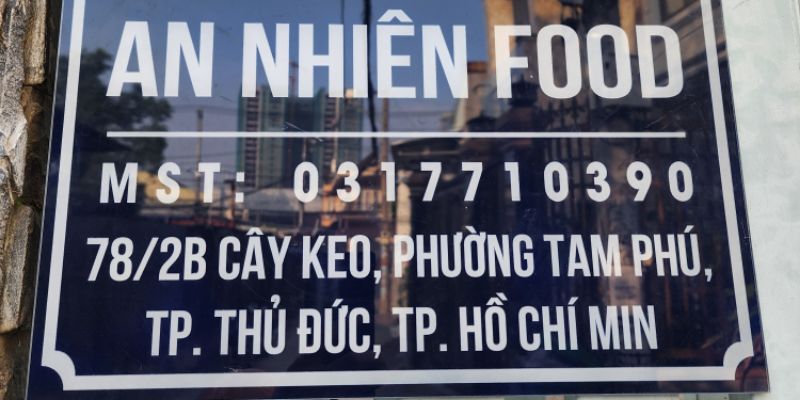 AN NHIÊN FOOD
MST: 0317710390
78/2B CÂY KEO, PHƯỜNG TAM PHÚ,
TP. THỦ ĐỨC, TP. HỒ CHÍ MIN